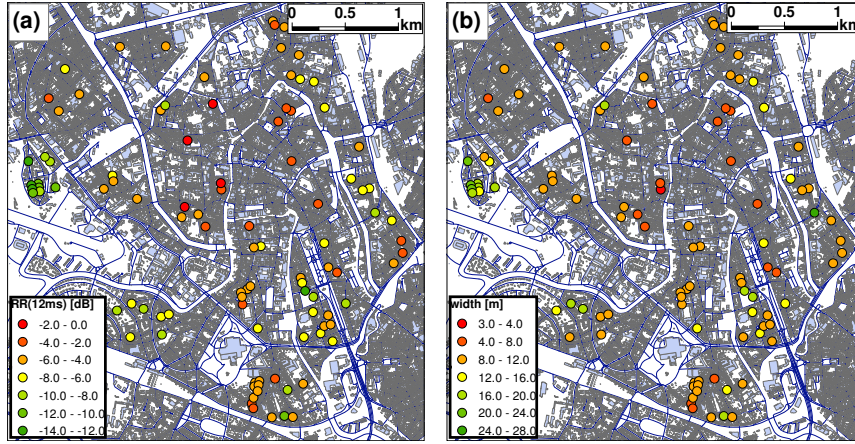 (a)
0 0.5 1
km
RR(12ms) [dB]
-2.0 - 0.0
-4.0 - -2.0
-6.0 - -4.0
-8.0 - -6.0
-10.0 - -8.0
-12.0 - -10.0
-14.0 - -12.0
(b)
0 0.5 1
km
width [m]
3.0 - 4.0
4.0 - 8.0
8.0 - 12.0
12.0 - 16.0
16.0 - 20.0
20.0 - 24.0
24.0 - 28.0